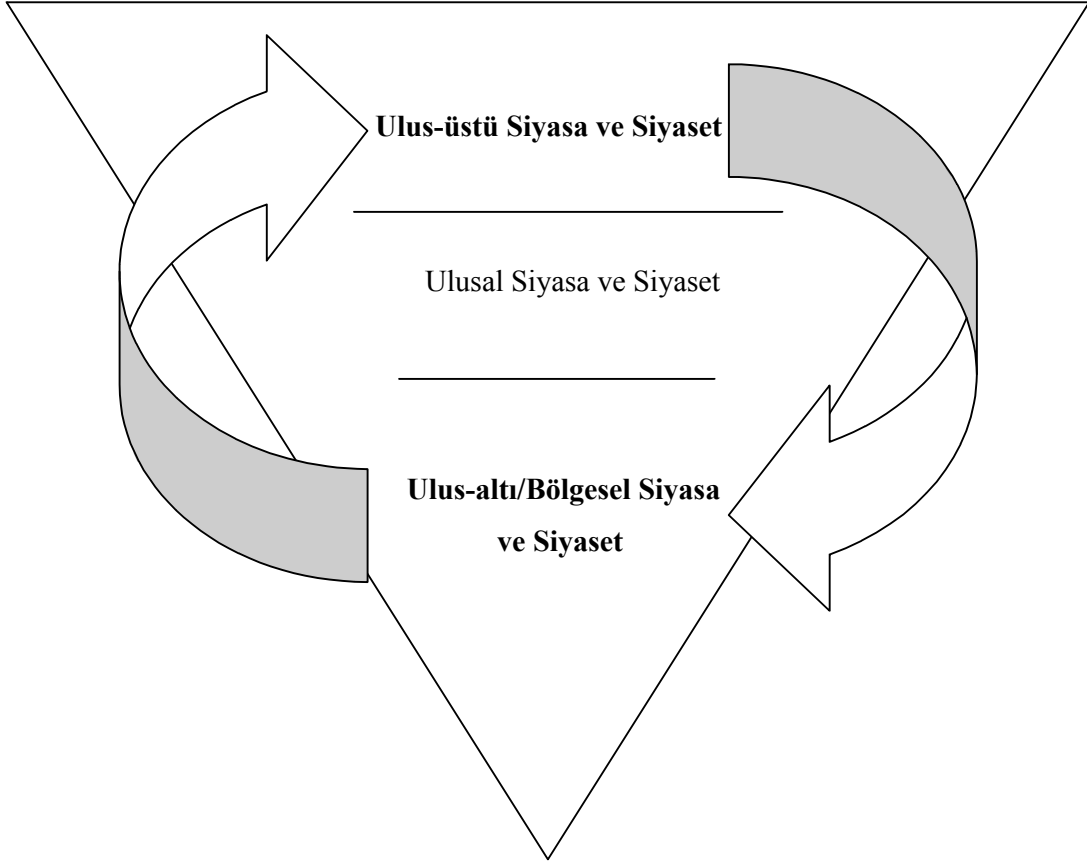 Ulus-üstü Siyasa ve Siyaset
Ulusal Siyasa ve Siyaset
Ulus-altı/Bölgesel Siyasa
ve Siyaset